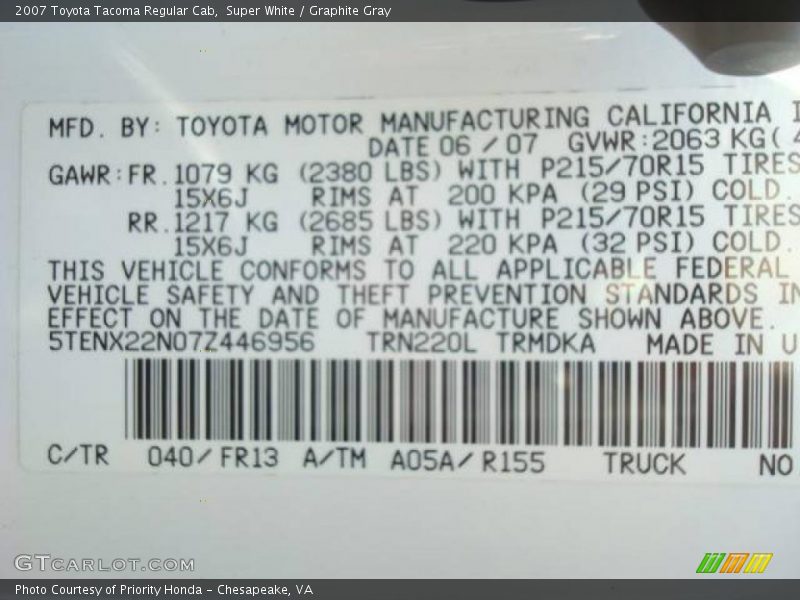 2007 Toyota Tacoma Regular Cab,  Super White / Graphite Gray
MFD. BY: TOYOTA MOTOR MANUFACTURING CALIFORNIA
DATE 06 / 07 GVWR:2063 KG(
GAWR:FR.1079 KG (2380 LBS) WITH P215/70R15 TIRES
15X6J RIMS AT 200 KPA (29 PSI) COLD.
RR.1217 KG (2685 LBS) WITH P215/70R15 TIRES
15X6J RIMS AT 220 KPA (32 PSI) COLD.
THIS VEHICLE CONFORMS TO ALL APPLICABLE FEDERAL
VEHICLE SAFETY AND THEFT PREVENTION STANDARDS IN
EFFECT ON THE DATE OF MANUFACTURE SHOWN ABOVE.
5TENX22N07Z446956 TRN220L TRMDKA MADE IN U
C/TR 040/FR13 A/TM A05A/R155 TRUCK NO
GTCARLOT.COM
Photo Courtesy of Priority Honda - Chesapeake, VA